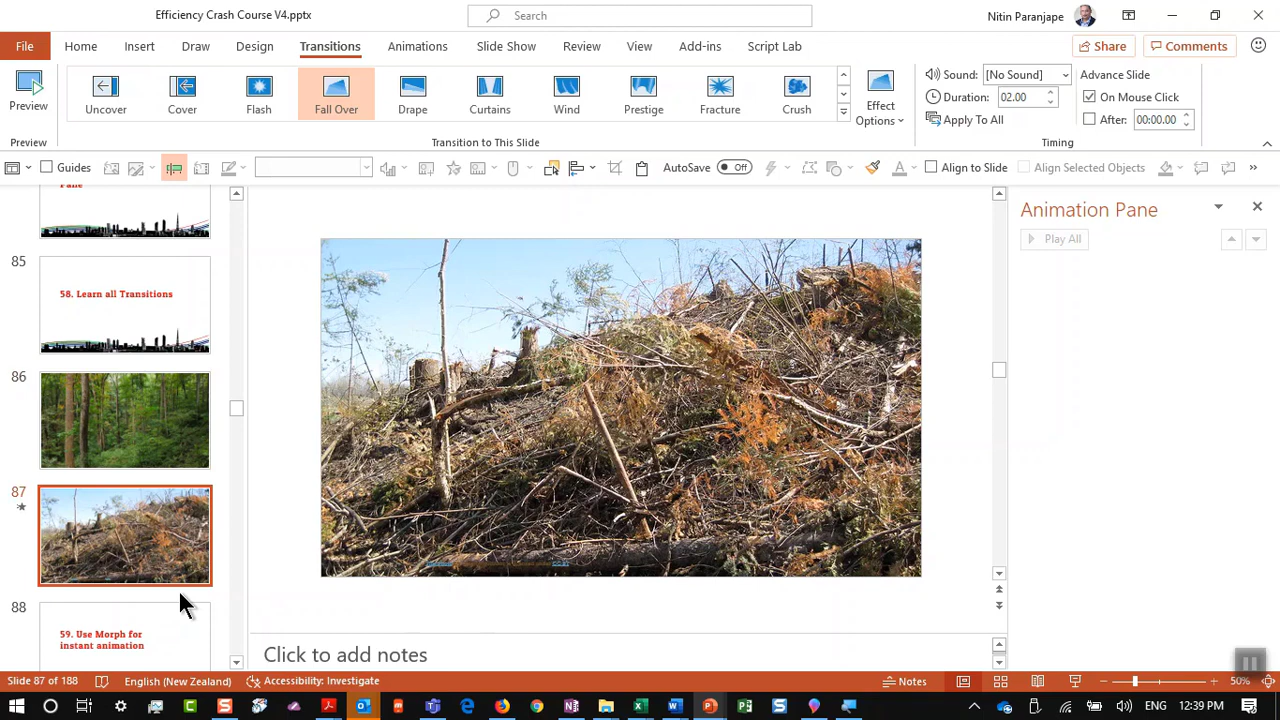 Efficiency Crash Course V4.pptx
Search
Nitin Paranjape
File
Home
Insert
Draw
Design
Transitions
Animations
Slide Show
Review
View
Add-ins
Script Lab
Share
Comments
Preview
Uncover
Cover
Flash
Fall Over
Drape
Curtains
Wind
Prestige
Fracture
Crush
Effect
Options
Sound:
[No Sound]
Duration:
02.00
Apply To All
Advance Slide
On Mouse Click
After:
00:00.00
Preview
Transition to This Slide
Timing
Guides
AutoSave
Off
Align to Slide
Align Selected Objects
Pane
85
58. Learn all Transitions
86
87
88
59. Use Morph for
instant animation
Animation Pane
Play All
Click to add notes
Slide 87 of 188
English (New Zealand)
Accessibility: Investigate
Notes
50%
ENG
12:39 PM